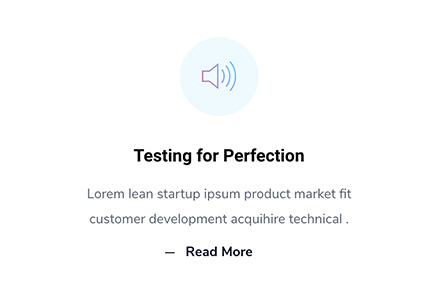 Testing for Perfection
Lorem lean startup ipsum product market fit
customer development acquihire technical .
— Read More